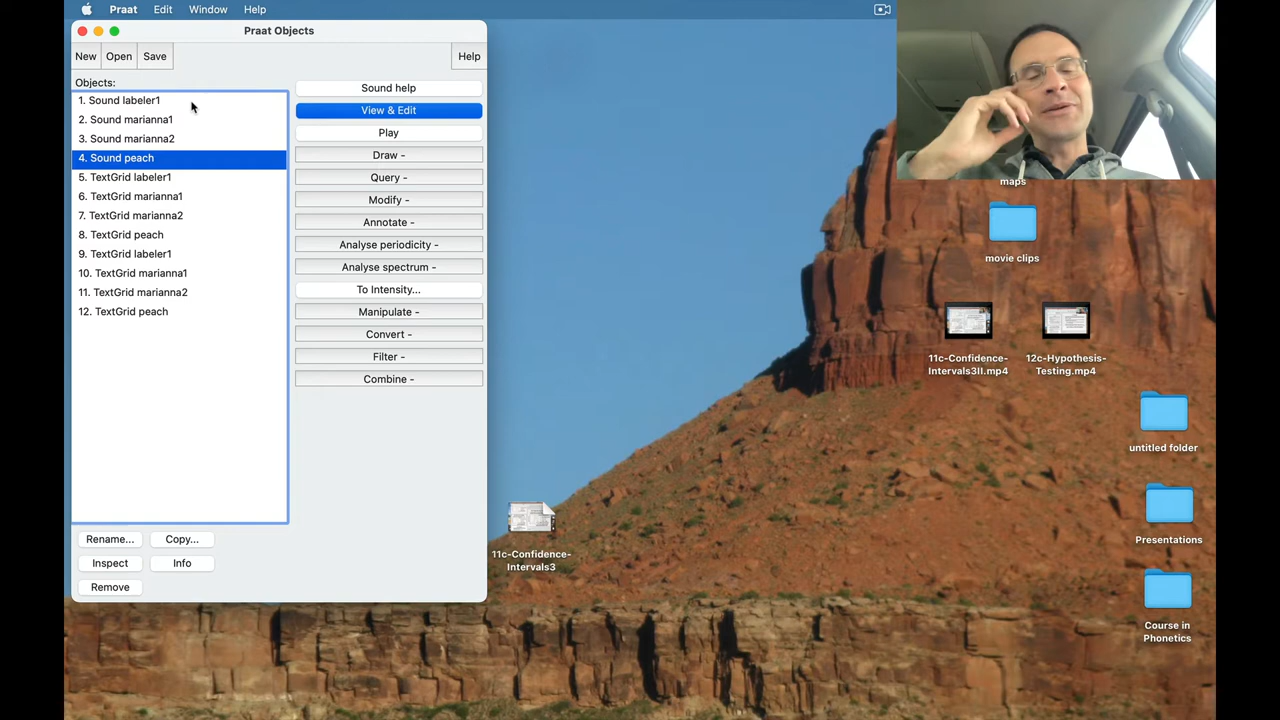 Praat Edit Window Help
Praat Objects
New Open Save Help
Objects:
1. Sound labeler1
2. Sound marianna1
3. Sound marianna2
4. Sound peach
5. TextGrid labeler1
6. TextGrid marianna1
7. TextGrid marianna2
8. TextGrid peach
9. TextGrid labeler1
10. TextGrid marianna1
11. TextGrid marianna2
12. TextGrid peach
Sound help
View & Edit
Play
Draw -
Query -
Modify -
Annotate -
Analyse periodicity -
Analyse spectrum -
To Intensity...
Manipulate -
Convert -
Filter -
Combine -
Rename... Copy...
Inspect Info
Remove
maps
movie clips
11c-Confidence-
Intervals3II.mp4
12c-Hypothesis-
Testing.mp4
untitled folder
Presentations
11c-Confidence-
Intervals3
Course in
Phonetics